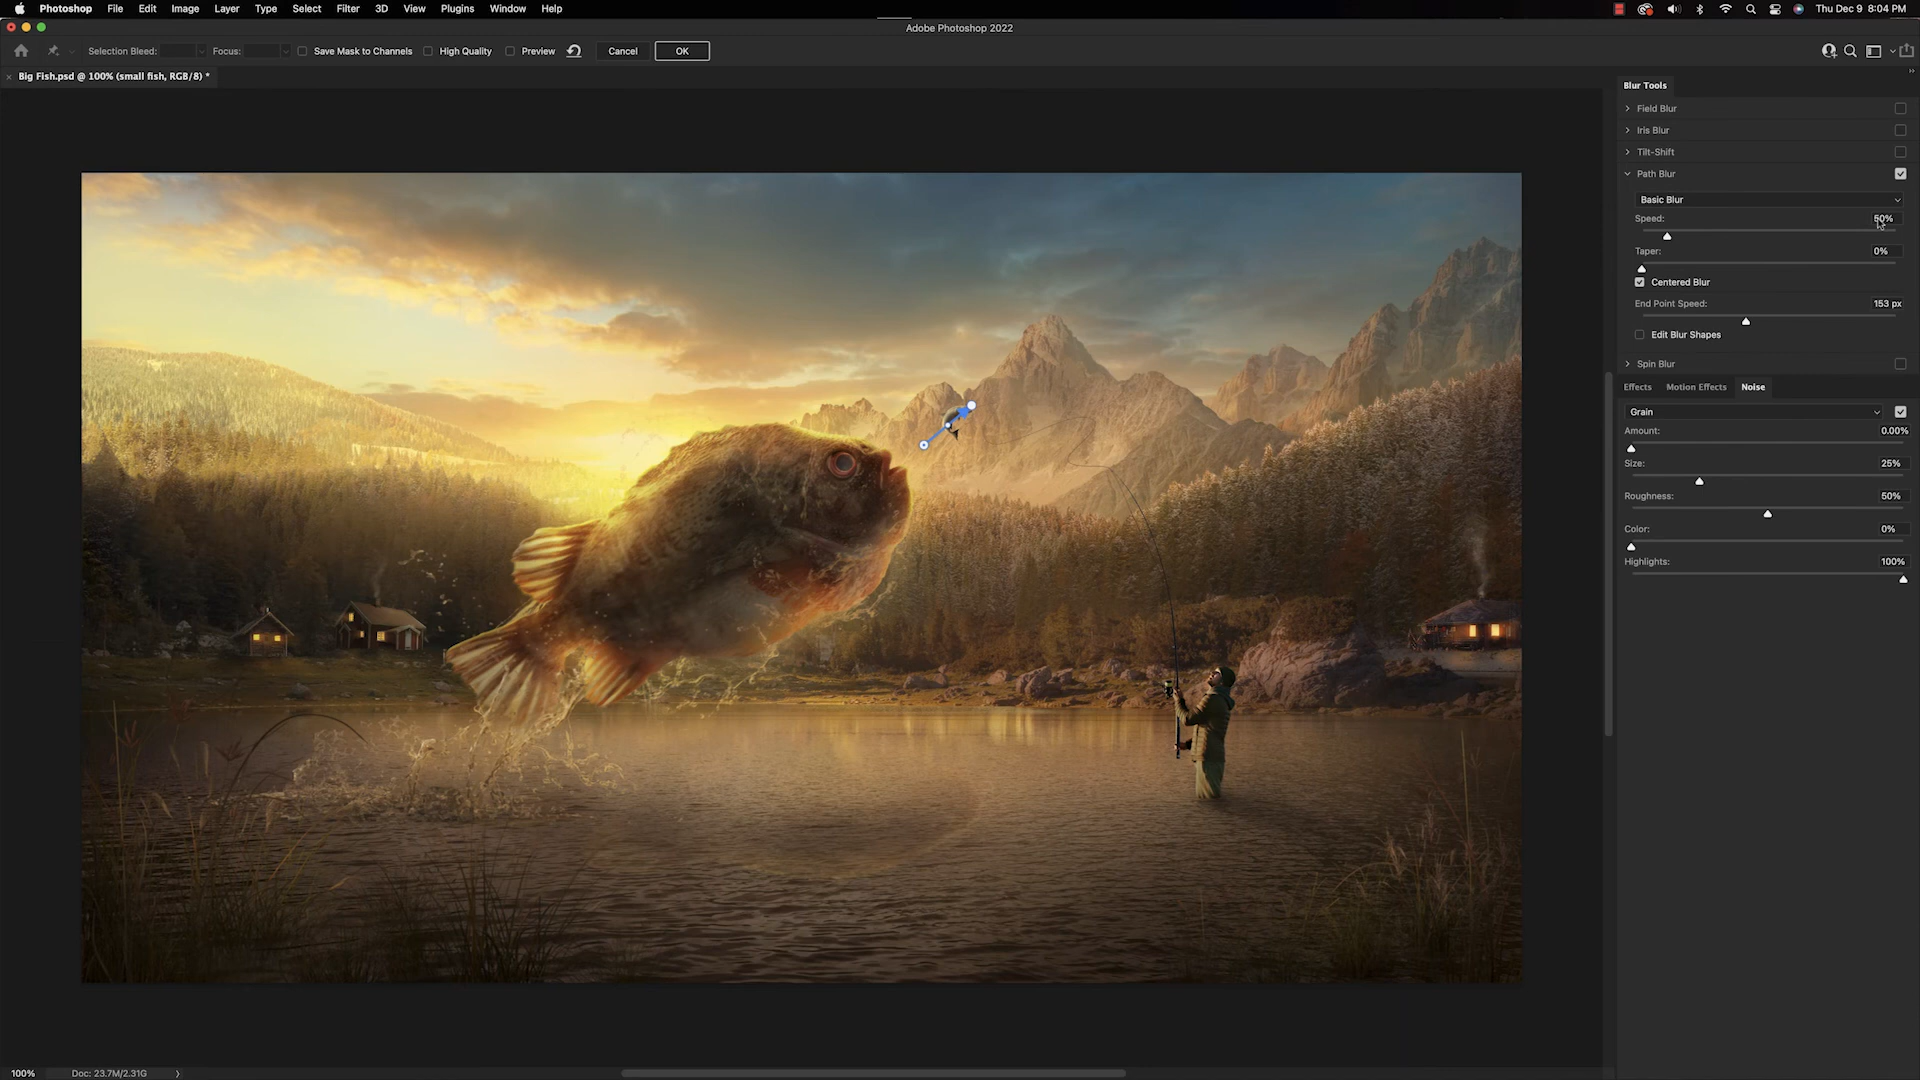 Photoshop File Edit Image Layer Type Select Filter 3D View Plugins Window Help Thu Dec 9 8:04 PM
Adobe Photoshop 2022
Selection Bleed: Focus: Save Mask to Channels High Quality Preview Cancel OK
Big Fish.psd @ 100% (small fish, RGB/8) *
Blur Tools
Field Blur
Iris Blur
Tilt-Shift
Path Blur
Basic Blur
Speed: 50%
Taper: 0%
Centered Blur
End Point Speed: 153 px
Edit Blur Shapes
Spin Blur
Effects Motion Effects Noise
Grain
Amount: 0.00%
Size: 25%
Roughness: 50%
Color: 0%
Highlights: 100%
100% Doc: 23.7M/2.31G